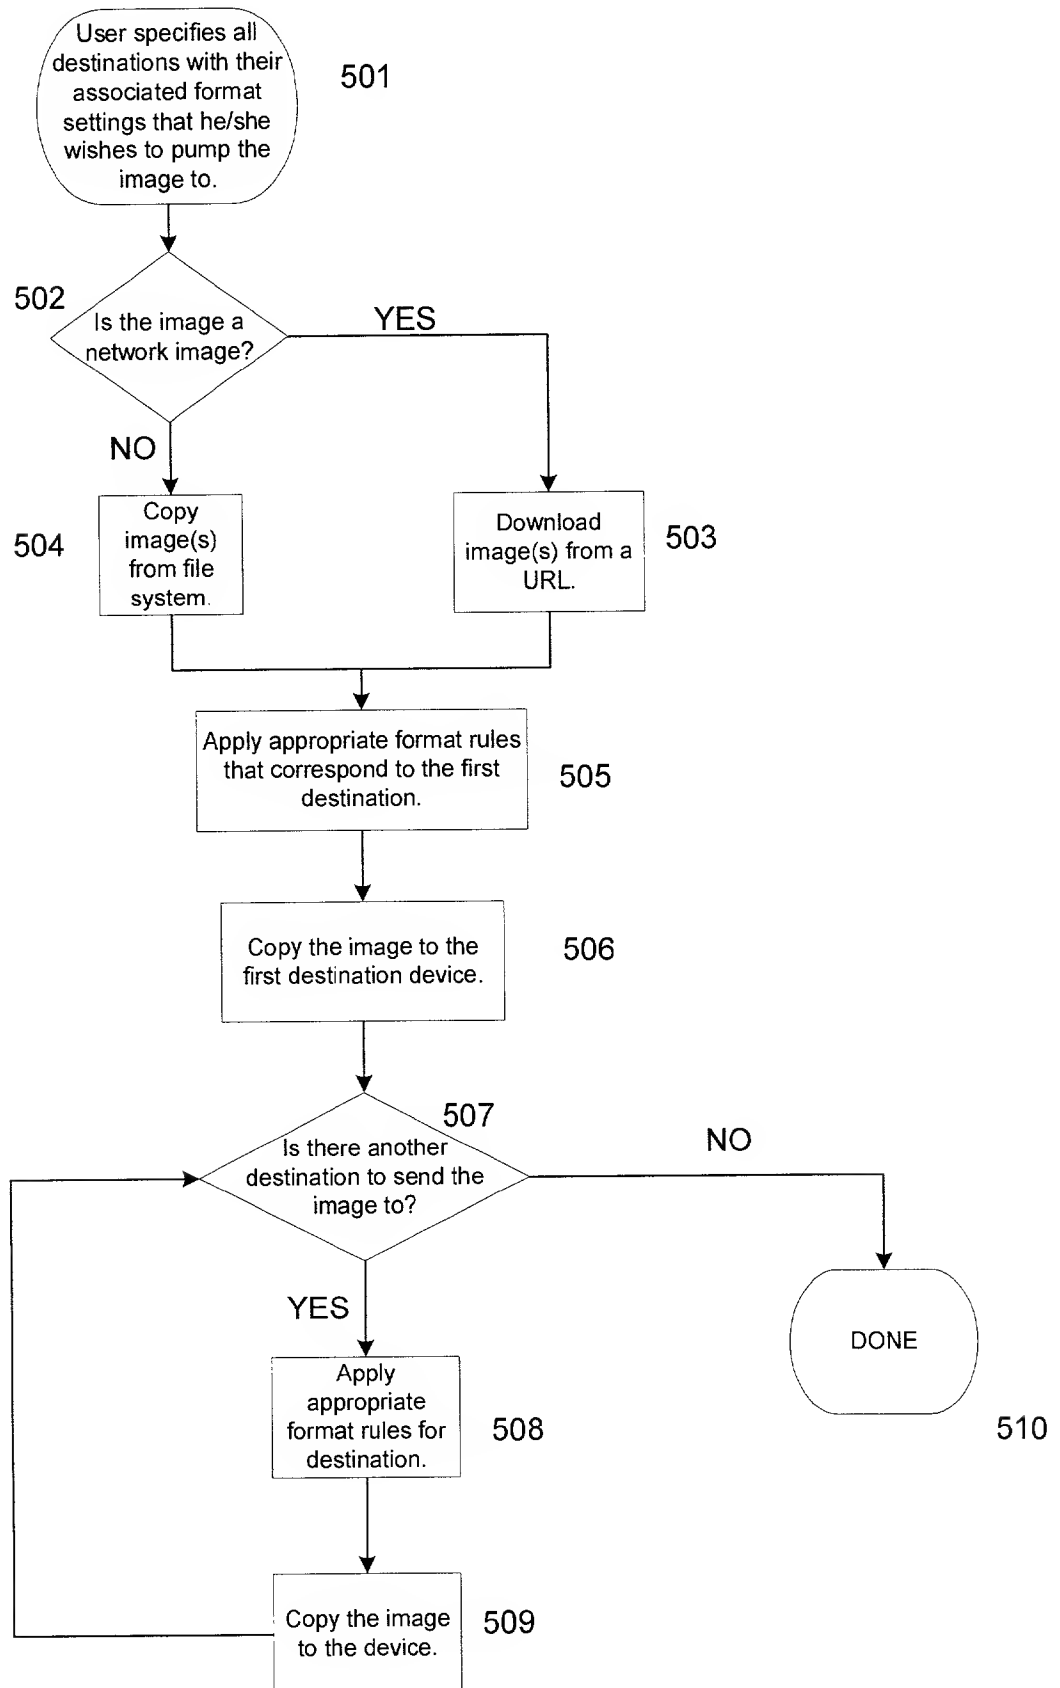 User specifies all
destinations with their
associated format
settings that he/she
wishes to pump the
image to.
501
502
Is the image a
network image?
YES
NO
504
Copy
image(s)
from file
system.
Download
image(s) from a
URL.
503
Apply appropriate format rules
that correspond to the first
destination.
505
Copy the image to the
first destination device.
506
507
Is there another
destination to send the
image to?
NO
YES
DONE
510
Apply
appropriate
format rules for
destination.
508
Copy the image
to the device.
509